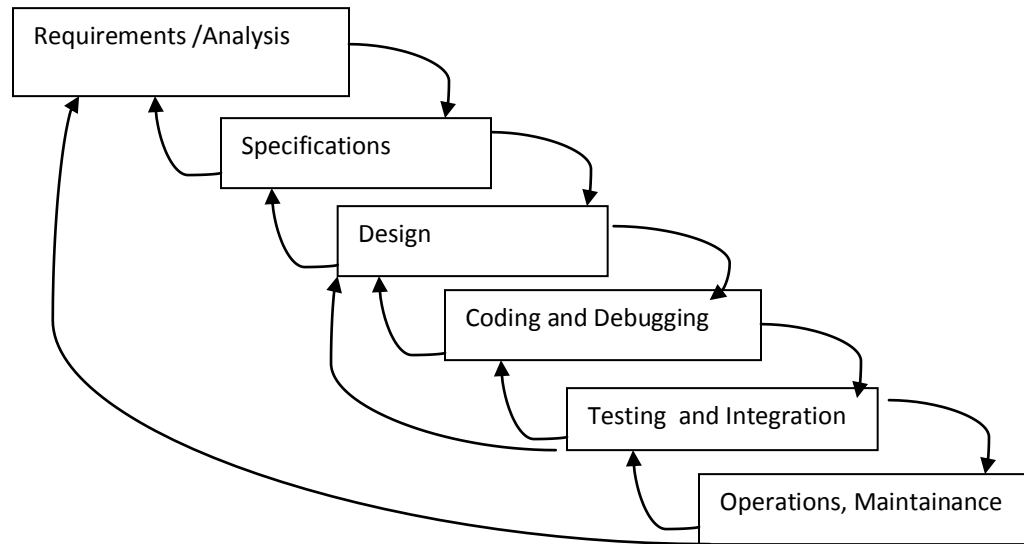 Requirements /Analysis
Specifications
Design
Coding and Debugging
Testing  and Integration
Operations, Maintainance